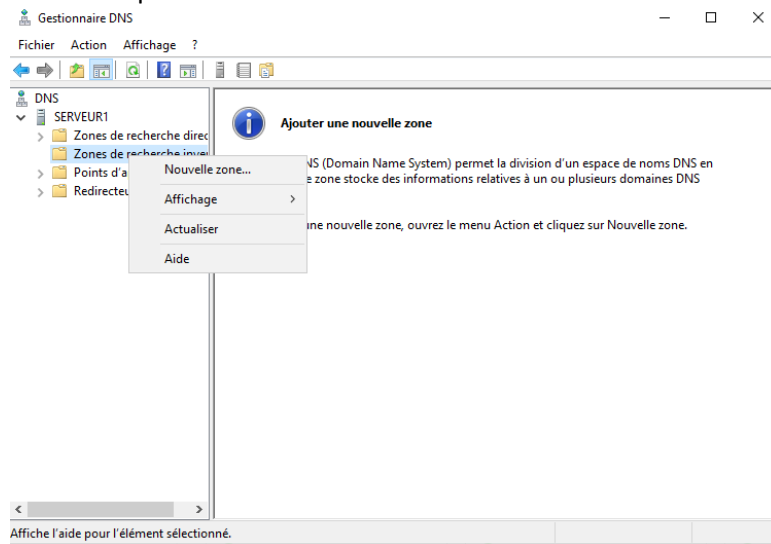 Gestionnaire DNS
Fichier Action Affichage ?
DNS
SERVEUR1
Zones de recherche direc
Zones de recherche inver
Points d'a
Redirecteu
Nouvelle zone...
Affichage
Actualiser
Aide
Ajouter une nouvelle zone
NS (Domain Name System) permet la division d'un espace de noms DNS en
e zone stocke des informations relatives à un ou plusieurs domaines DNS
une nouvelle zone, ouvrez le menu Action et cliquez sur Nouvelle zone.
Affiche l'aide pour l'élément sélectionné.